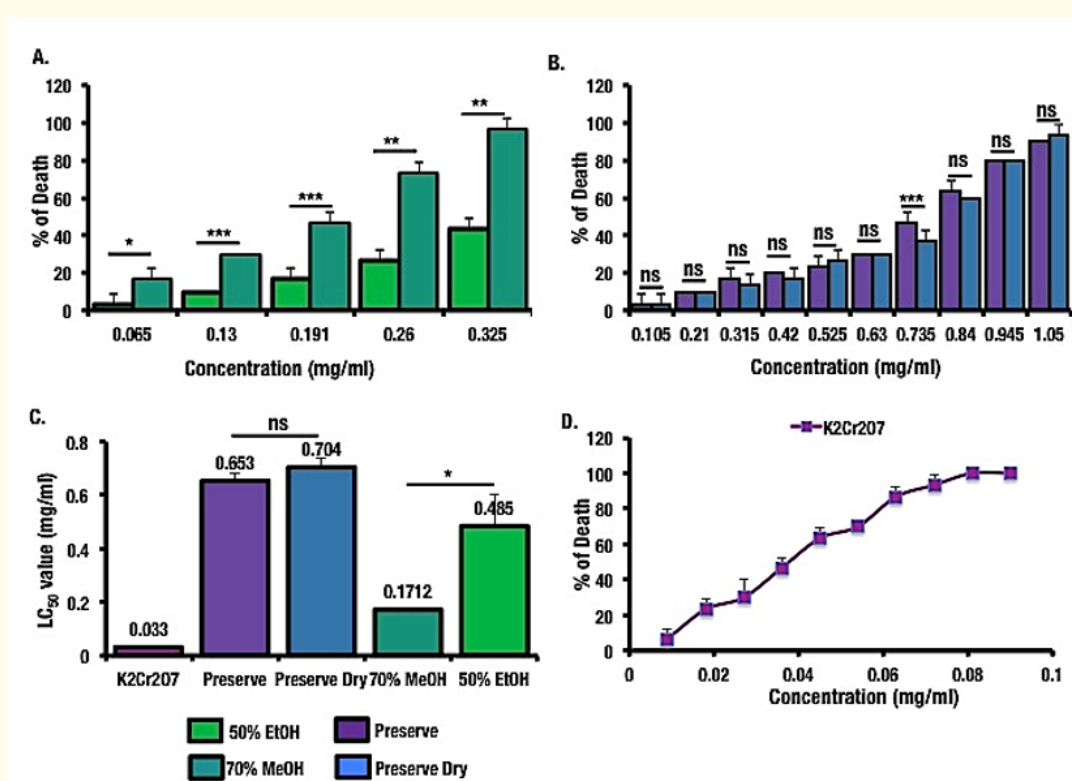 A.
120
100
80
60
40
20
0
% of Death
*
***
***
**
**
0.065 0.13 0.191 0.26 0.325
Concentration (mg/ml)
B.
120
100
80
60
40
20
0
% of Death
ns ns ns ns ns ns *** ns ns ns
0.105 0.21 0.315 0.42 0.525 0.63 0.735 0.84 0.945 1.05
Concentration (mg/ml)
C.
0.8
0.6
0.4
0.2
0
LC50 value (mg/ml)
ns
*
0.033 0.653 0.704 0.1712 0.485
K2Cr207 Preserve Preserve Dry 70% MeOH 50% EtOH
D.
K2Cr207
120
100
80
60
40
20
0
% of Death
0 0.02 0.04 0.06 0.08 0.1
Concentration (mg/ml)
50% EtOH Preserve
70% MeOH Preserve Dry